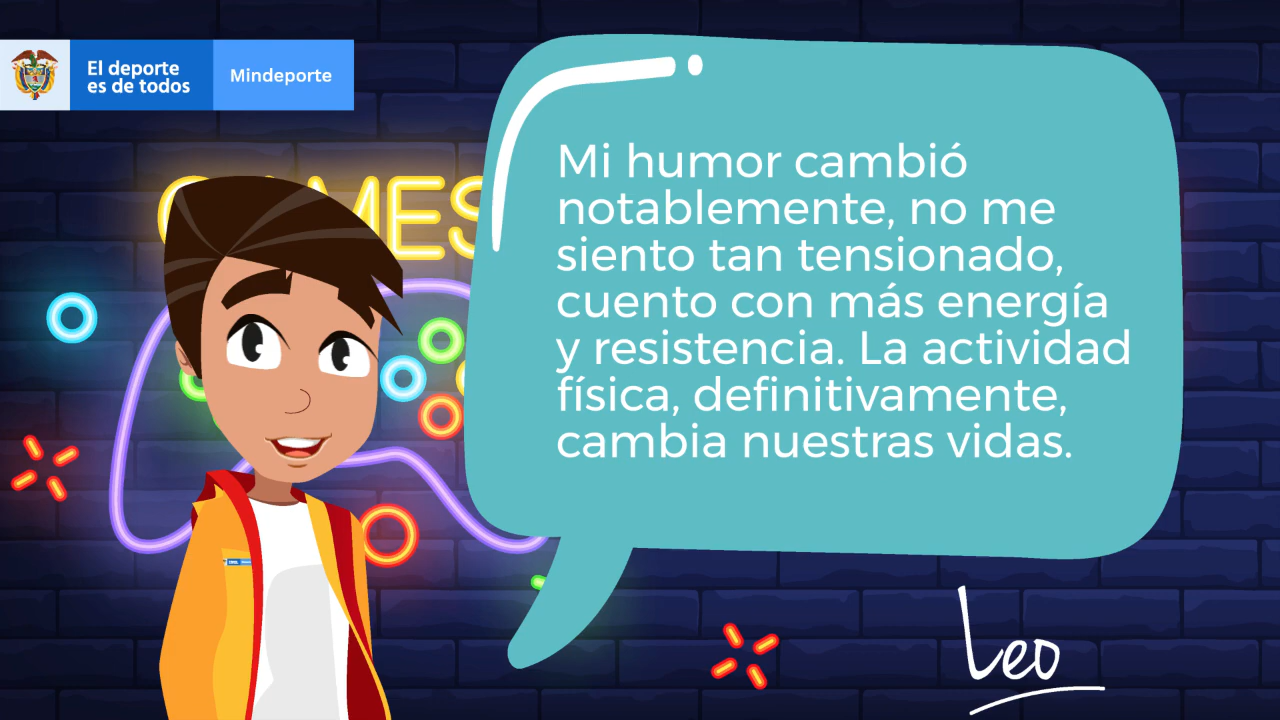 El deporte
es de todos
Mindeporte
GAMES
Mi humor cambió
notablemente, no me
siento tan tensionado,
cuento con más energía
y resistencia. La actividad
física, definitivamente,
cambia nuestras vidas.
Leo